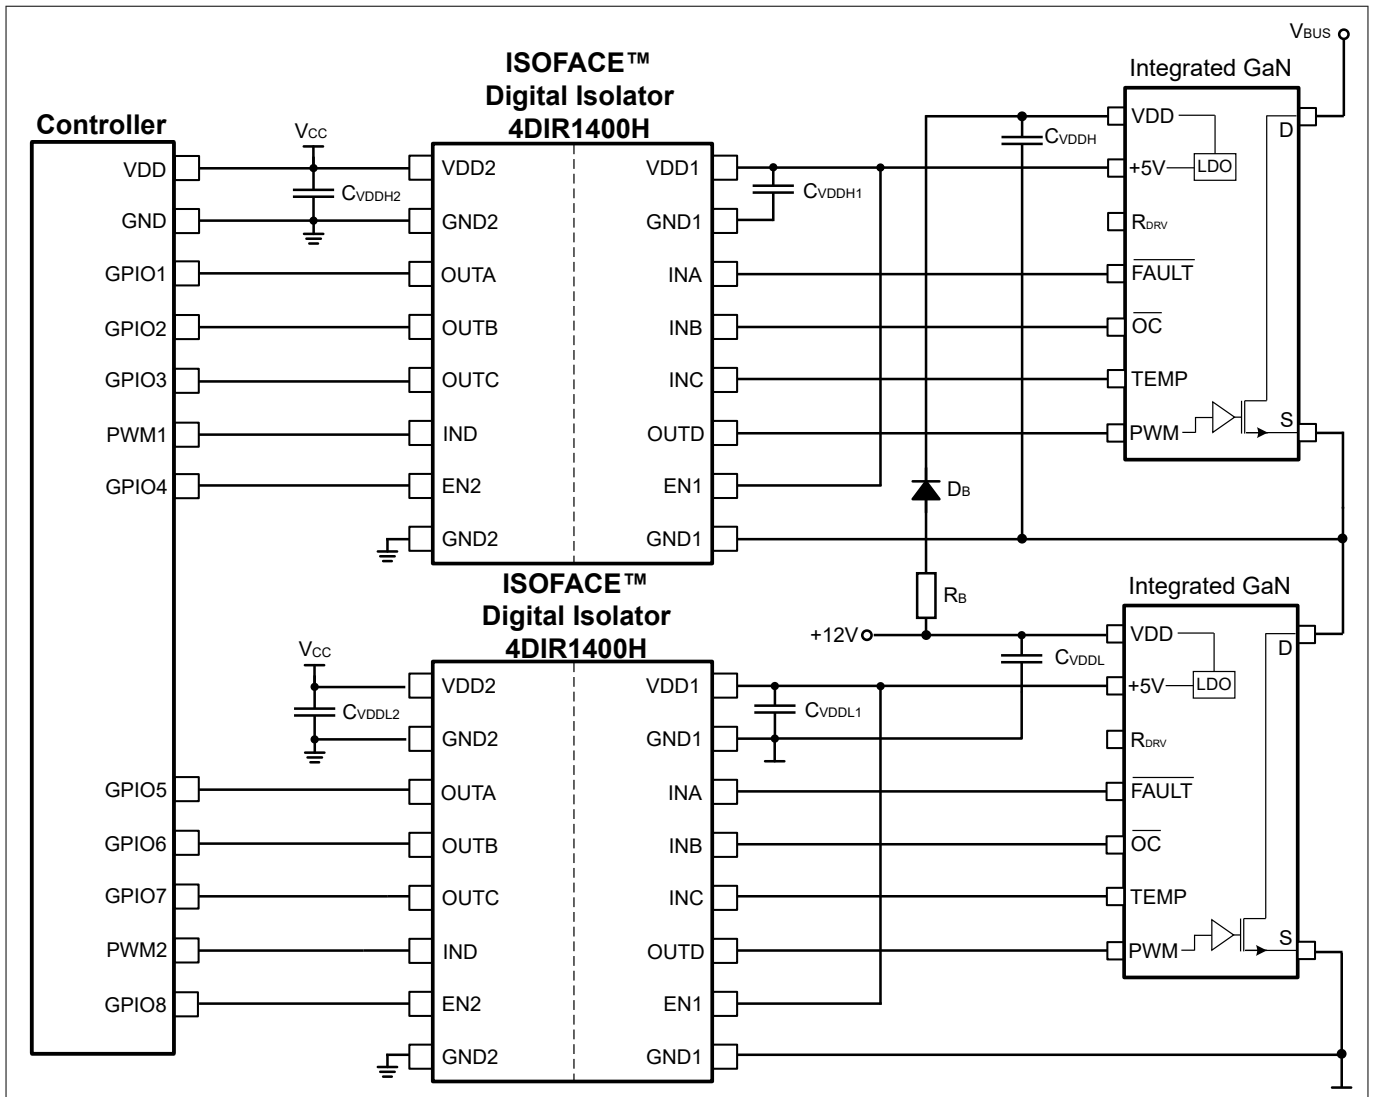 VBUS
ISOFACE™
Digital Isolator
4DIR1400H
Integrated GaN
Controller
VCC
VDD
GND
GPIO1
GPIO2
GPIO3
PWM1
GPIO4
GPIO5
GPIO6
GPIO7
PWM2
GPIO8
CVDDH2
VDD2
GND2
OUTA
OUTB
OUTC
IND
EN2
GND2
VDD1
GND1
INA
INB
INC
OUTD
EN1
GND1
CVDDH1
CVDDH
DB
RB
+12V
VDD
+5V
LDO
RDRV
FAULT
OC
TEMP
PWM
D
S
ISOFACE™
Digital Isolator
4DIR1400H
VCC
CVDDL2
VDD2
GND2
OUTA
OUTB
OUTC
IND
EN2
GND2
VDD1
GND1
INA
INB
INC
OUTD
EN1
GND1
CVDDL1
CVDDL
Integrated GaN
VDD
+5V
LDO
RDRV
FAULT
OC
TEMP
PWM
D
S